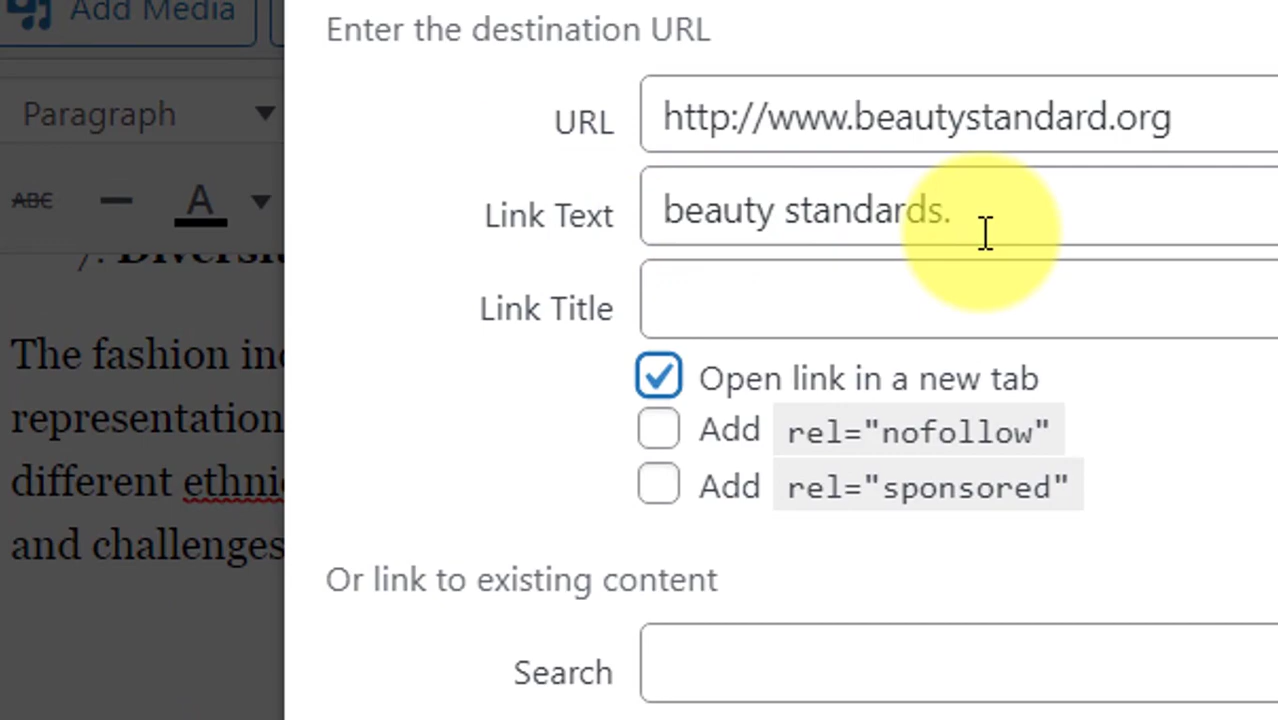 Add Media
Enter the destination URL
Paragraph
URL http://www.beautystandard.org
ABC
A
Link Text beauty standards.
Link Title
The fashion
Open link in a new tab
representation
Add rel="nofollow"
different
Add rel="sponsored"
and challenges
Or link to existing content
Search